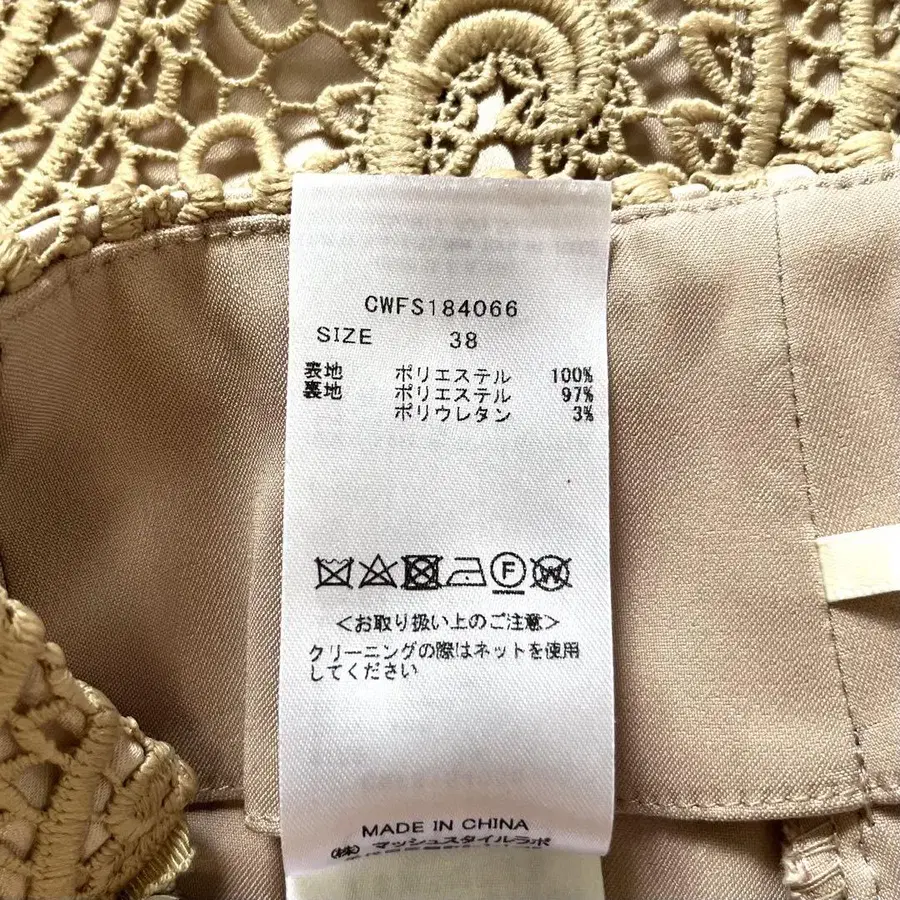 CWFS184066
SIZE 38
表地 ポリエステル 100%
裏地 ポリエステル 97%
ポリウレタン 3%
F
W
<お取り扱い上のご注意>
クリーニングの際はネットを使用
してください
MADE IN CHINA
(株) マッシュスタイルラボ